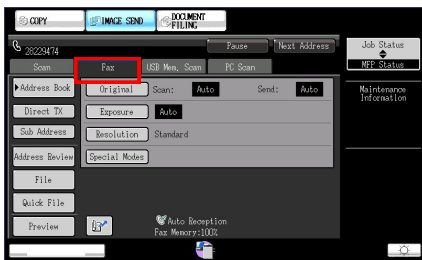 COPY
IMAGE SEND
DOCUMENT
FILING
28229474
Pause
Next Address
Job Status
MFP Status
Scan
Fax
USB Mem. Scan
PC Scan
Address Book
Original
Scan:
Auto
Send:
Auto
Maintenance
Information
Direct TX
Exposure
Auto
Sub Address
Resolution
Standard
Address Review
Special Modes
File
Quick File
Preview
Auto Reception
Fax Memory:100%